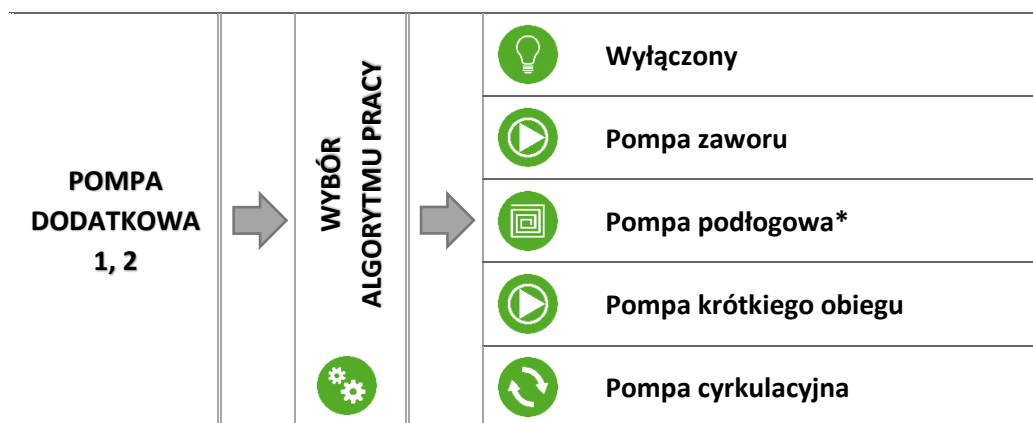 POMPA
DODATKOWA
1, 2
WYBÓR
ALGORYTMU PRACY
Wyłączony
Pompa zaworu
Pompa podłogowa*
Pompa krótkiego obiegu
Pompa cyrkulacyjna